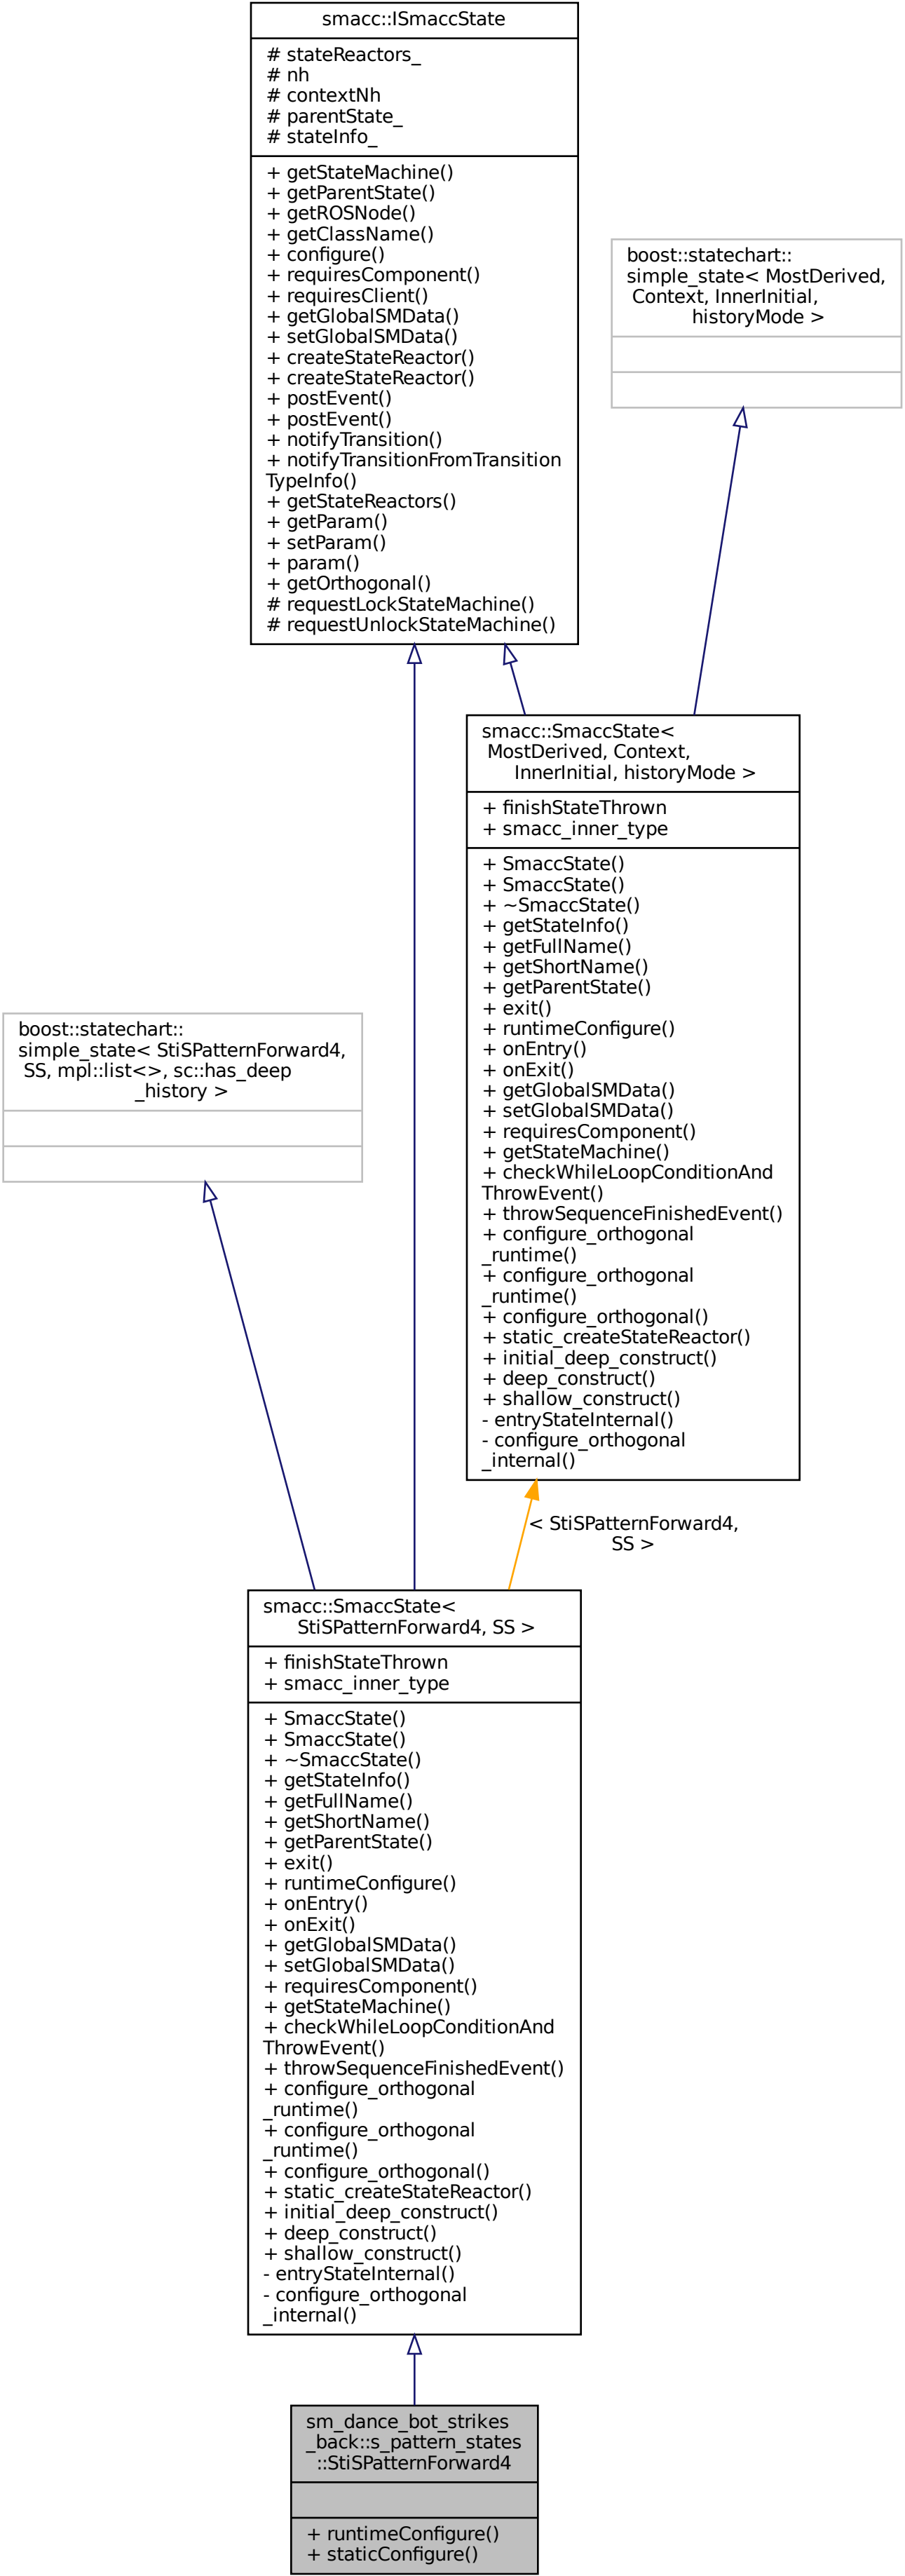 smacc::ISmaccState
# stateReactors_
# nh
# contextNh
# parentState_
# stateInfo_
+ getStateMachine()
+ getParentState()
+ getROSNode()
+ getClassName()
+ configure()
+ requiresComponent()
+ requiresClient()
+ getGlobalSMData()
+ setGlobalSMData()
+ createStateReactor()
+ createStateReactor()
+ postEvent()
+ postEvent()
+ notifyTransition()
+ notifyTransitionFromTransition
TypeInfo()
+ getStateReactors()
+ getParam()
+ setParam()
+ param()
+ getOrthogonal()
# requestLockStateMachine()
# requestUnlockStateMachine()
boost::statechart::
simple_state< MostDerived,
Context, InnerInitial,
historyMode >
smacc::SmaccState<
MostDerived, Context,
InnerInitial, historyMode >
+ finishStateThrown
+ smacc_inner_type
+ SmaccState()
+ SmaccState()
+ ~SmaccState()
+ getStateInfo()
+ getFullName()
+ getShortName()
+ getParentState()
+ exit()
+ runtimeConfigure()
+ onEntry()
+ onExit()
+ getGlobalSMData()
+ setGlobalSMData()
+ requiresComponent()
+ getStateMachine()
+ checkWhileLoopConditionAnd
ThrowEvent()
+ throwSequenceFinishedEvent()
+ configure_orthogonal
_runtime()
+ configure_orthogonal
_runtime()
+ configure_orthogonal()
+ static_createStateReactor()
+ initial_deep_construct()
+ deep_construct()
+ shallow_construct()
- entryStateInternal()
- configure_orthogonal
_internal()
boost::statechart::
simple_state< StiSPatternForward4,
SS, mpl::list<>, sc::has_deep
_history >
< StiSPatternForward4,
SS >
smacc::SmaccState<
StiSPatternForward4, SS >
+ finishStateThrown
+ smacc_inner_type
+ SmaccState()
+ SmaccState()
+ ~SmaccState()
+ getStateInfo()
+ getFullName()
+ getShortName()
+ getParentState()
+ exit()
+ runtimeConfigure()
+ onEntry()
+ onExit()
+ getGlobalSMData()
+ setGlobalSMData()
+ requiresComponent()
+ getStateMachine()
+ checkWhileLoopConditionAnd
ThrowEvent()
+ throwSequenceFinishedEvent()
+ configure_orthogonal
_runtime()
+ configure_orthogonal
_runtime()
+ configure_orthogonal()
+ static_createStateReactor()
+ initial_deep_construct()
+ deep_construct()
+ shallow_construct()
- entryStateInternal()
- configure_orthogonal
_internal()
sm_dance_bot_strikes
_back::s_pattern_states
::StiSPatternForward4
+ runtimeConfigure()
+ staticConfigure()